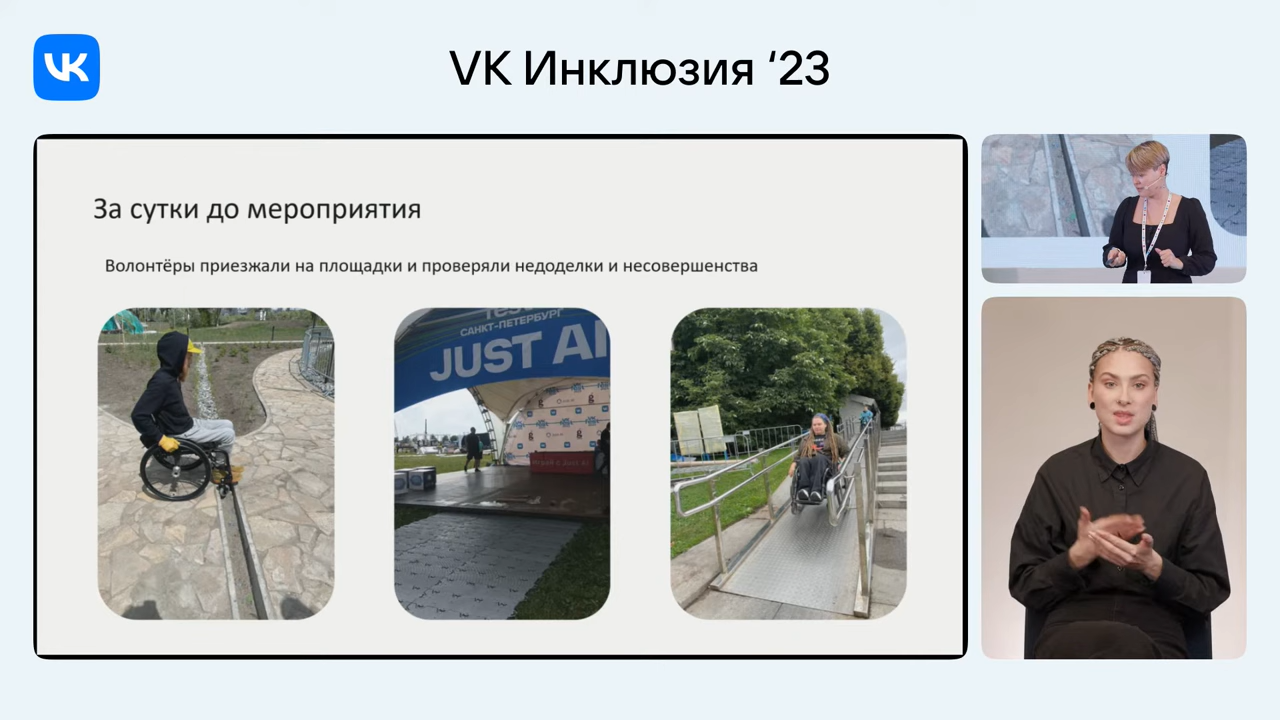 VK
VK Инклюзия ‘23
За сутки до мероприятия
Волонтёры приезжали на площадки и проверяли недоделки и несовершенства
САНКТ-ПЕТЕРБУРГ
JUST AI